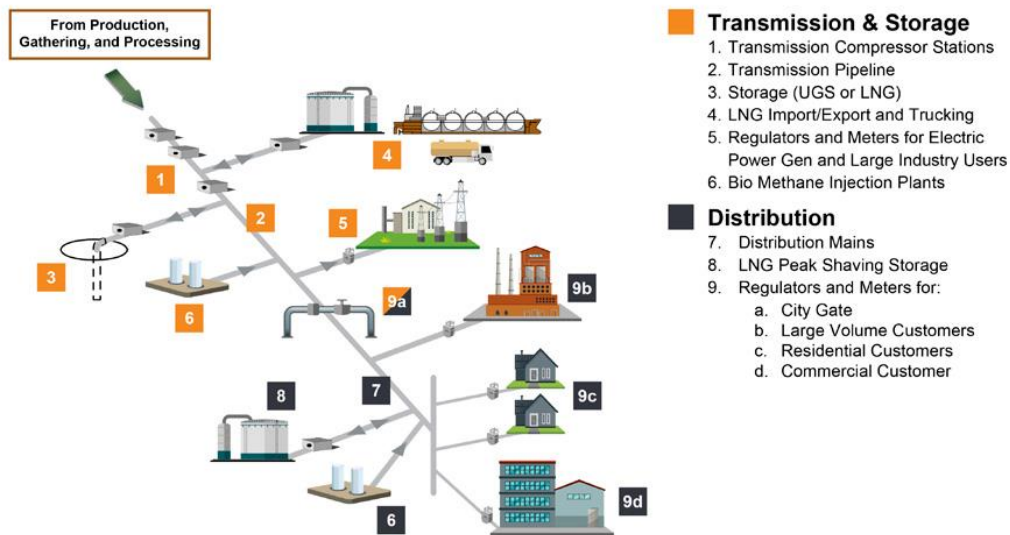 From Production,
Gathering, and Processing
1
2
3
4
5
6
9a
9b
7
8
9c
6
9d
Transmission & Storage
1. Transmission Compressor Stations
2. Transmission Pipeline
3. Storage (UGS or LNG)
4. LNG Import/Export and Trucking
5. Regulators and Meters for Electric
Power Gen and Large Industry Users
6. Bio Methane Injection Plants
Distribution
7. Distribution Mains
8. LNG Peak Shaving Storage
9. Regulators and Meters for:
a. City Gate
b. Large Volume Customers
c. Residential Customers
d. Commercial Customer